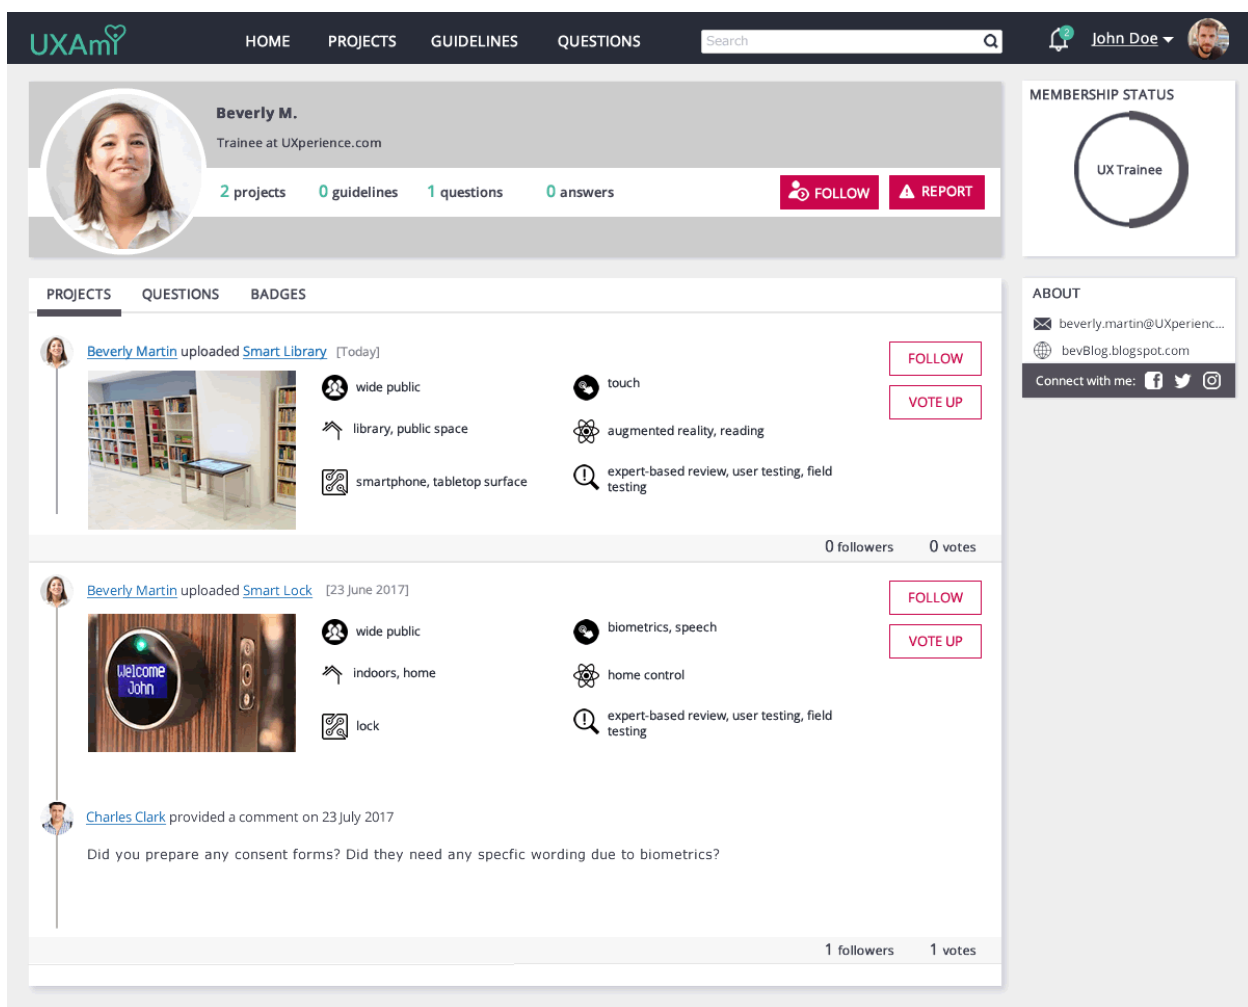 UXAmI
HOME PROJECTS GUIDELINES QUESTIONS Search 2 John Doe
Beverly M.
Trainee at UXperience.com
2 projects 0 guidelines 1 questions 0 answers FOLLOW REPORT
MEMBERSHIP STATUS
UX Trainee
PROJECTS QUESTIONS BADGES
Beverly Martin uploaded Smart Library [Today]
FOLLOW
VOTE UP
wide public
touch
library, public space
augmented reality, reading
smartphone, tabletop surface
expert-based review, user testing, field
testing
0 followers 0 votes
Beverly Martin uploaded Smart Lock [23 June 2017]
FOLLOW
VOTE UP
Welcome
John
wide public
biometrics, speech
indoors, home
home control
lock
expert-based review, user testing, field
testing
Charles Clark provided a comment on 23 July 2017
Did you prepare any consent forms? Did they need any specfic wording due to biometrics?
1 followers 1 votes
ABOUT
beverly.martin@UXperienc...
bevBlog.blogspot.com
Connect with me: